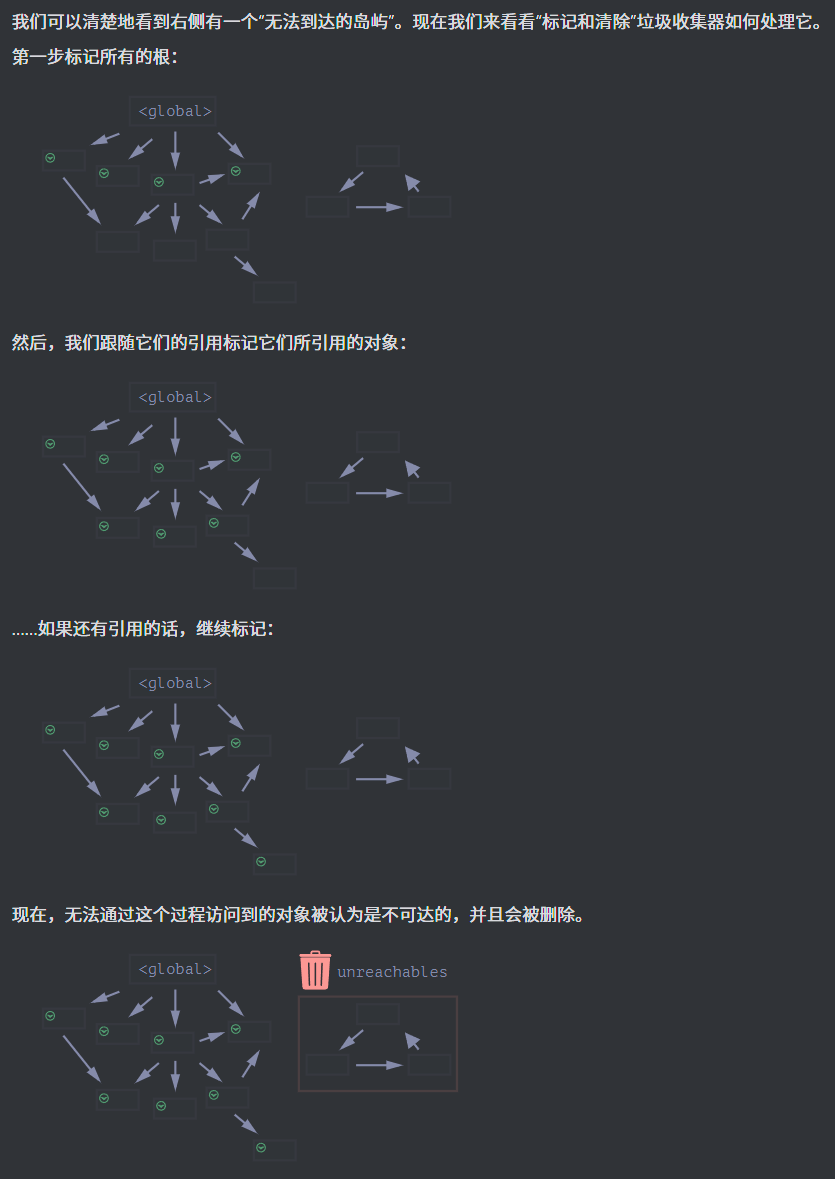 我们可以清楚地看到右侧有一个“无法到达的岛屿”。现在我们来看看“标记和清除”垃圾收集器如何处理它。
第一步标记所有的根：
<global>
然后，我们跟随它们的引用标记它们所引用的对象：
<global>
……如果还有引用的话，继续标记：
<global>
现在，无法通过这个过程访问到的对象被认为是不可达的，并且会被删除。
<global>
unreachables